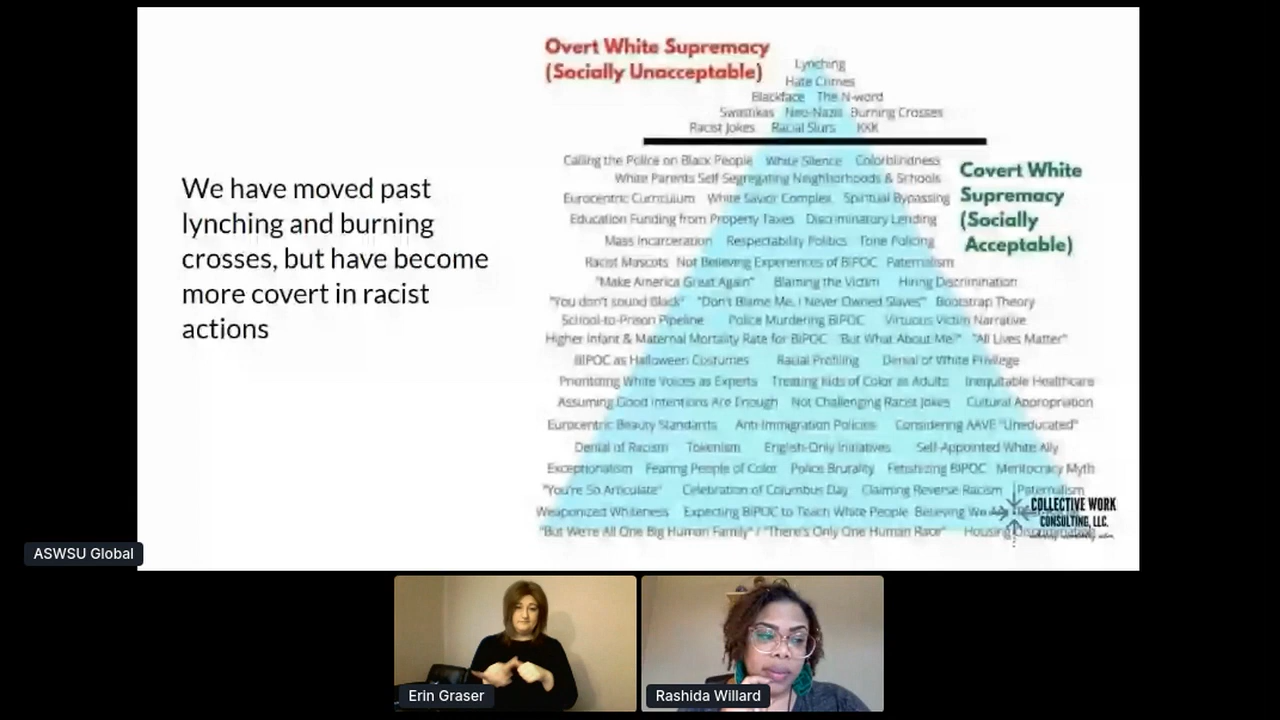 Overt White Supremacy
(Socially Unacceptable)
Lynching
Hate Crimes
Blackface The N-word
Swastikas Neo-Nazis Burning Crosses
Racist Jokes Racial Slurs KKK
We have moved past
lynching and burning
crosses, but have become
more covert in racist
actions
Covert White
Supremacy
(Socially
Acceptable)
Calling the Police on Black People White Silence Colorblindness
White Parents Self Segregating Neighborhoods & Schools
Eurocentric Curriculum White Savior Complex Spiritual Bypassing
Education Funding from Property Taxes Discriminatory Lending
Mass Incarceration Respectability Politics Tone Policing
Racist Mascots Not Believing Experiences of BIPOC Paternalism
"Make America Great Again" Blaming the Victim Hiring Discrimination
"You don't sound Black" "Don't Blame Me, I Never Owned Slaves" Bootstrap Theory
School-to-Prison Pipeline Police Murdering BIPOC Virtuous Victim Narrative
Higher Infant & Maternal Mortality Rate for BIPOC "But What About Me?" "All Lives Matter"
BIPOC as Halloween Costumes Racial Profiling Denial of White Privilege
Prioritizing White Voices as Experts Treating Kids of Color as Adults Inequitable Healthcare
Assuming Good Intentions Are Enough Not Challenging Racist Jokes Cultural Appropriation
Eurocentric Beauty Standards Anti-Immigration Policies Considering AAVE "Uneducated"
Denial of Racism Tokenism English-Only Initiatives Self-Appointed White Ally
Exceptionalism Fearing People of Color Police Brutality Fetishizing BIPOC Meritocracy Myth
"You're So Articulate" Celebration of Columbus Day Claiming Reverse Racism Paternalism
Weaponized Whiteness Expecting BIPOC to Teach White People Believing We
"But We're All One Big Human Family" / "There's Only One Human Race" Housing Discrimination
COLLECTIVE WORK
CONSULTING, LLC.
ASWSU Global
Erin Graser
Rashida Willard